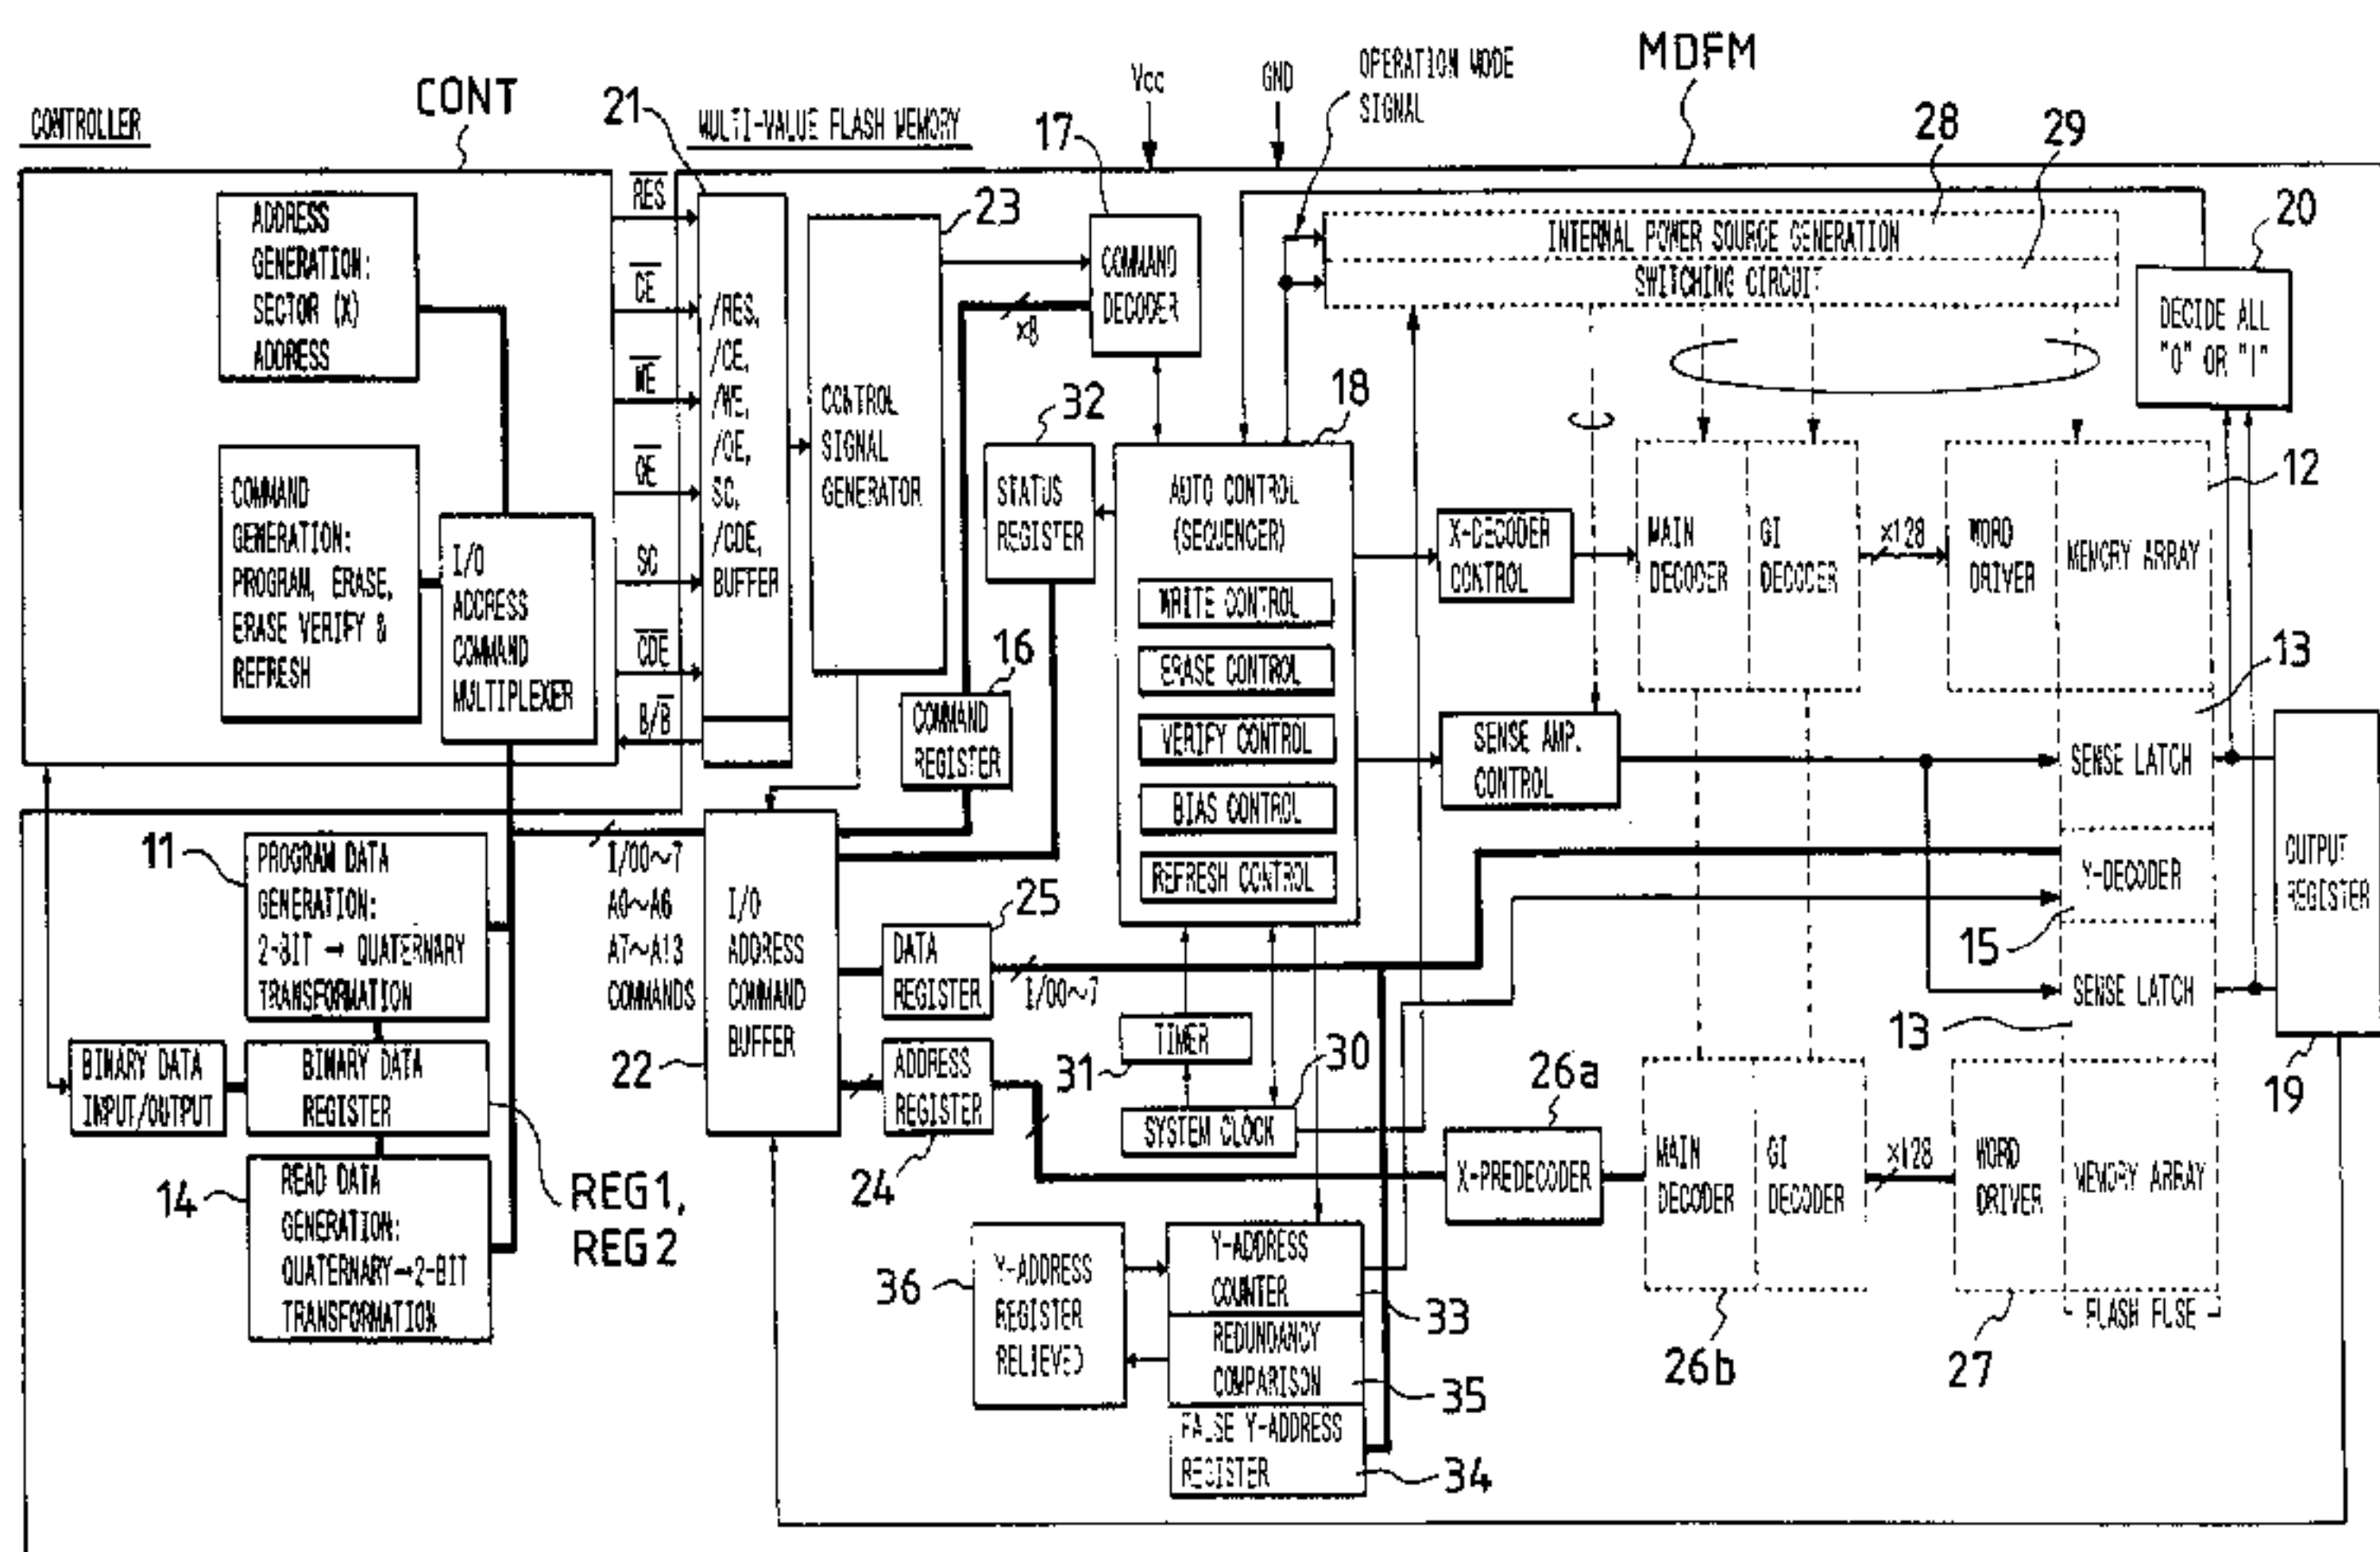 CONTROLLER
CONT
21
MULTI-VALUE FLASH MEMORY
17
Vcc
GND
OPERATION MODE
SIGNAL
MDFM
28
29
20
23
ADDRESS
GENERATION:
SECTOR (X)
ADDRESS
COMMAND
GENERATION:
PROGRAM, ERASE,
ERASE VERIFY &
REFRESH
I/O
ADDRESS
COMMAND
MULTIPLEXER
RES
CE
WE
OE
SC
CDE
B/B
/RES,
/CE,
/WE,
/OE,
SC,
/CDE,
BUFFER
CONTROL
SIGNAL
GENERATOR
COMMAND
DECODER
×8
INTERNAL POWER SOURCE GENERATION
SWITCHING CIRCUIT
DECIDE ALL
"0" OR "1"
32
STATUS
REGISTER
18
AUTO CONTROL
(SEQUENCER)
WRITE CONTROL
ERASE CONTROL
VERIFY CONTROL
BIAS CONTROL
REFRESH CONTROL
16
COMMAND
REGISTER
X-DECODER
CONTROL
SENSE AMP.
CONTROL
MAIN
DECODER
GI
DECODER
×128
WORD
DRIVER
MEMORY ARRAY
12
13
SENSE LATCH
Y-DECODER
15
SENSE LATCH
13
OUTPUT
REGISTER
19
11
PROGRAM DATA
GENERATION:
2-BIT → QUATERNARY
TRANSFORMATION
BINARY DATA
INPUT/OUTPUT
BINARY DATA
REGISTER
14
READ DATA
GENERATION:
QUATERNARY→2-BIT
TRANSFORMATION
REG1,
REG2
I/O0~7
A0~A6
A7~A13
COMMANDS
22
I/O
ADDRESS
COMMAND
BUFFER
25
DATA
REGISTER
I/O0~7
ADDRESS
REGISTER
24
TIMER
31
30
SYSTEM CLOCK
26a
X-PREDECODER
MAIN
DECODER
GI
DECODER
×128
WORD
DRIVER
MEMORY ARRAY
FLASH FUSE
26b
27
36
Y-ADDRESS
REGISTER
RELIEVED
Y-ADDRESS
COUNTER
33
REDUNDANCY
COMPARISON
35
FALSE Y-ADDRESS
REGISTER
34